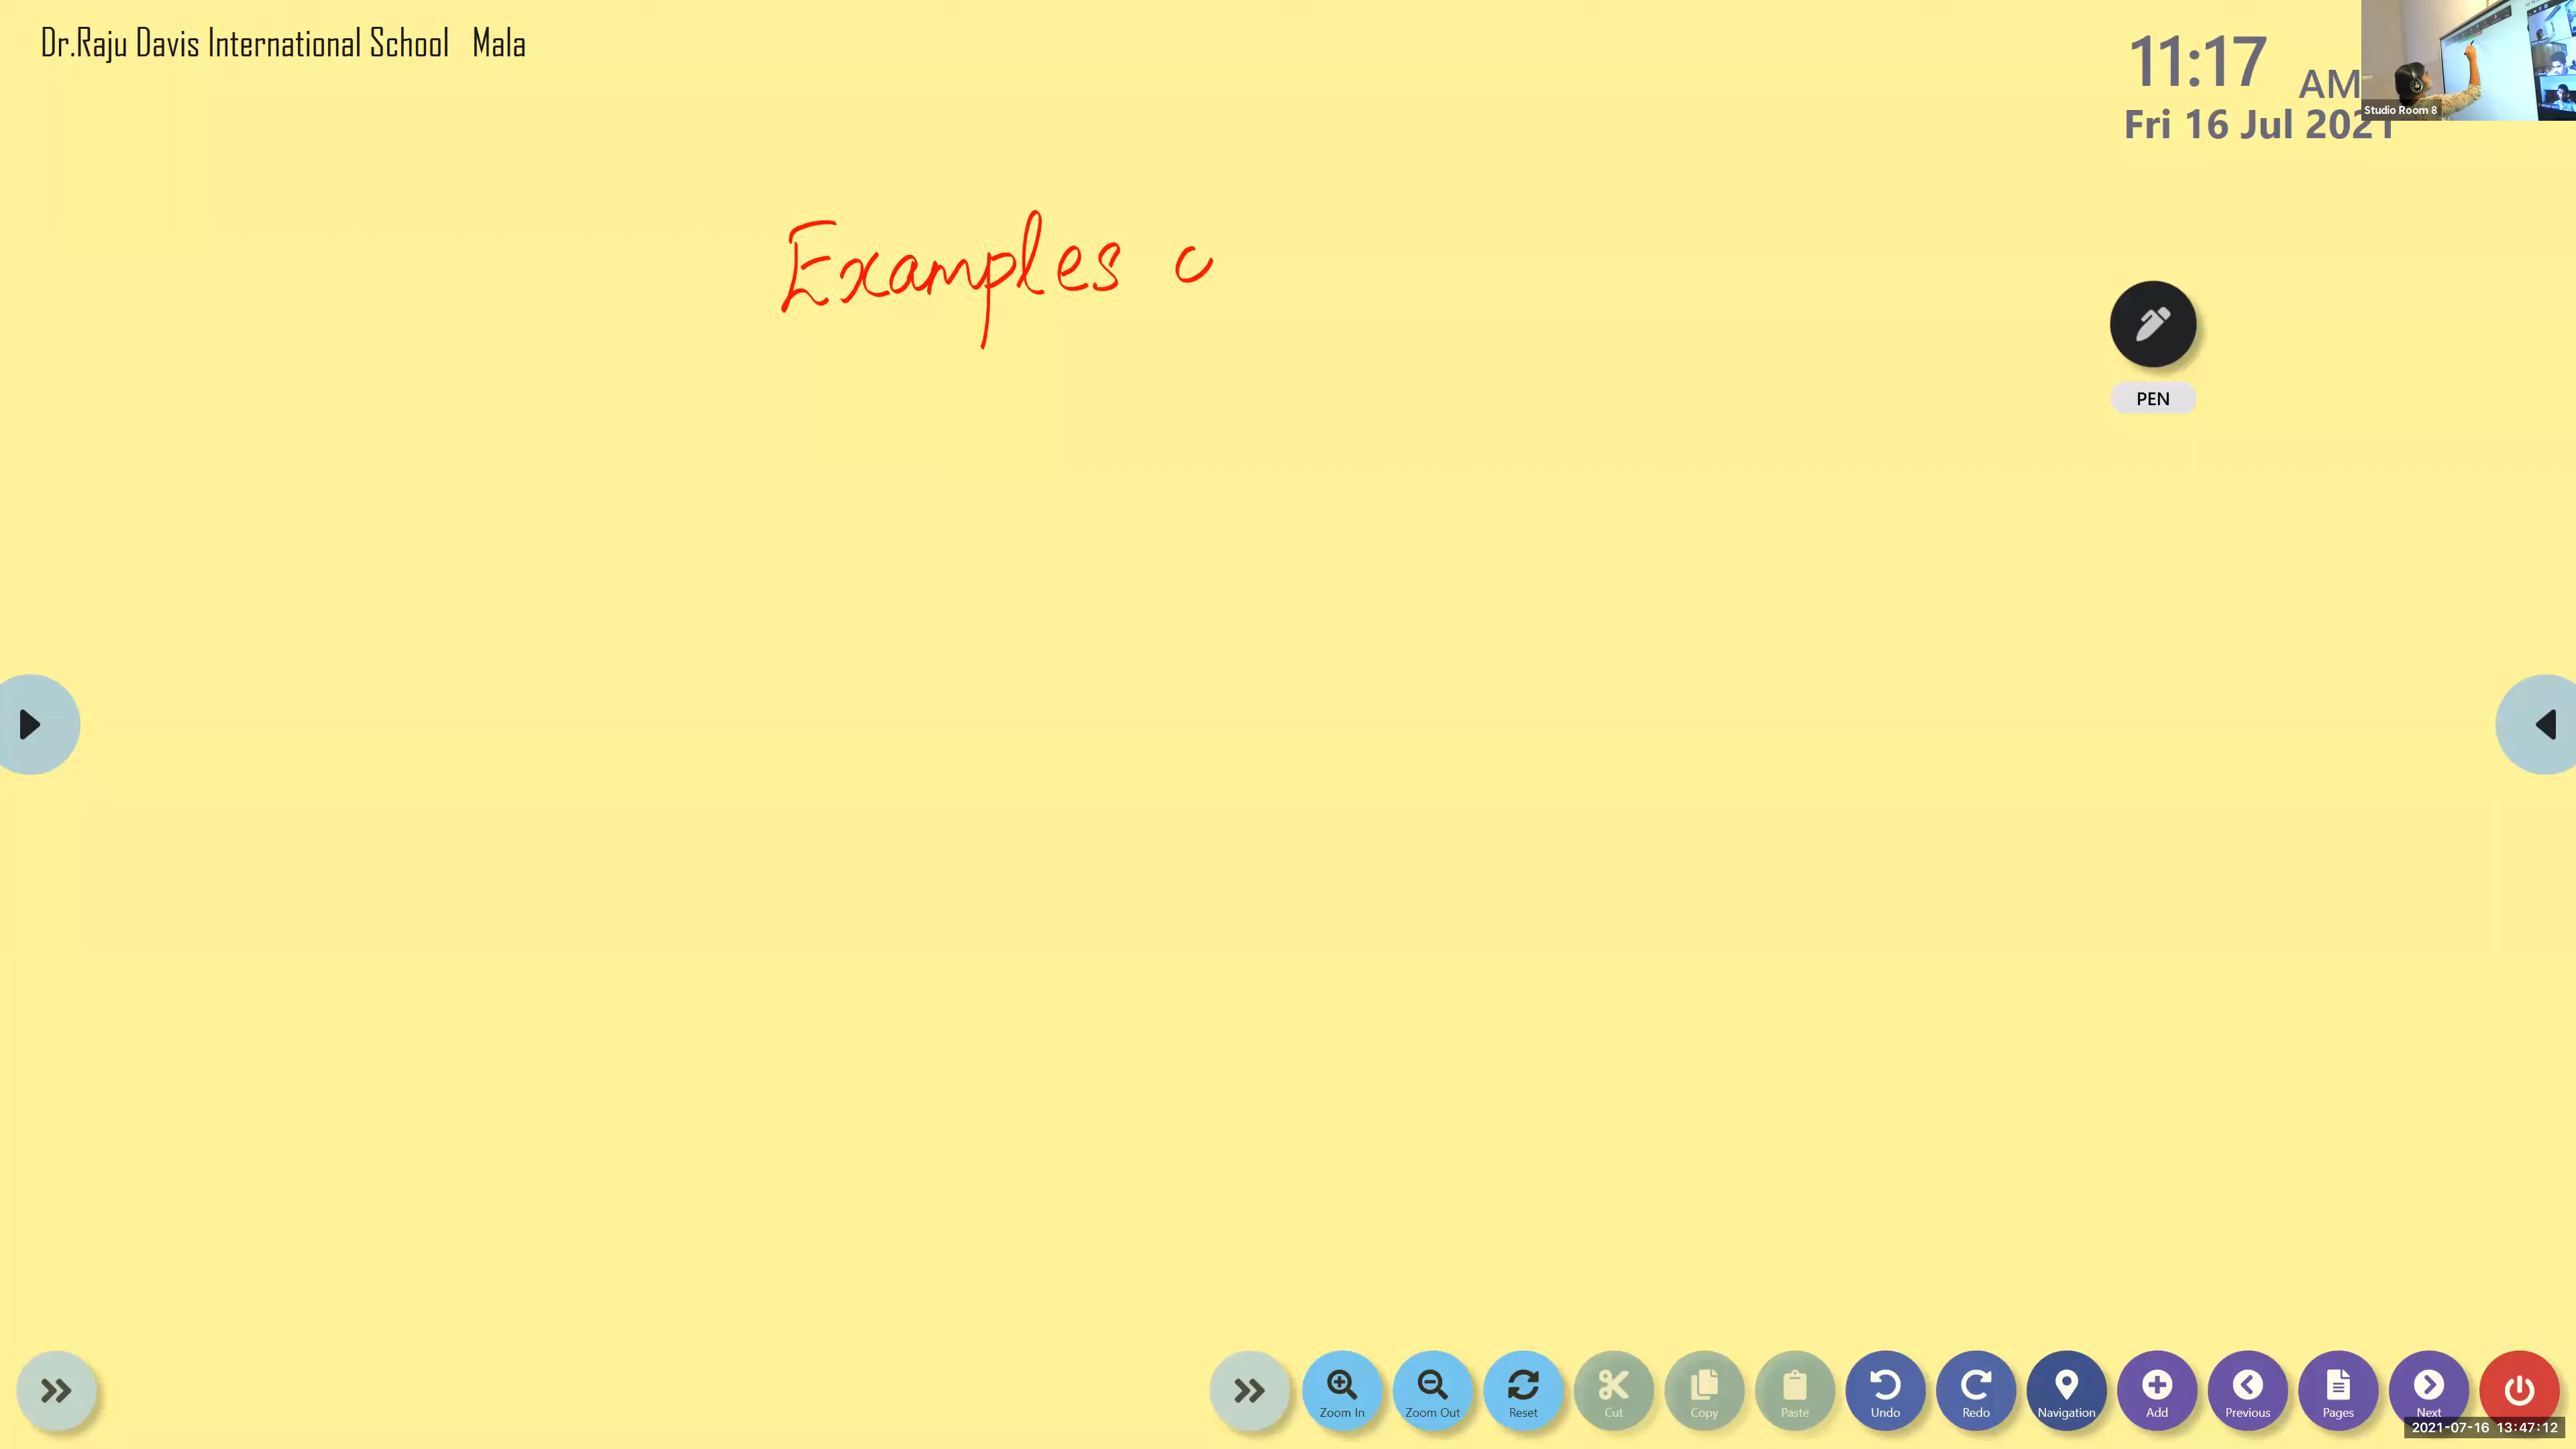 Dr.Raju Davis International School Mala
11:17 AM
Fri 16 Jul 2021
Studio Room 8
Examples c
PEN
Zoom In Zoom Out Reset Cut Copy Paste Undo Redo Navigation Add Previous Pages Next
2021-07-16 13:47:12